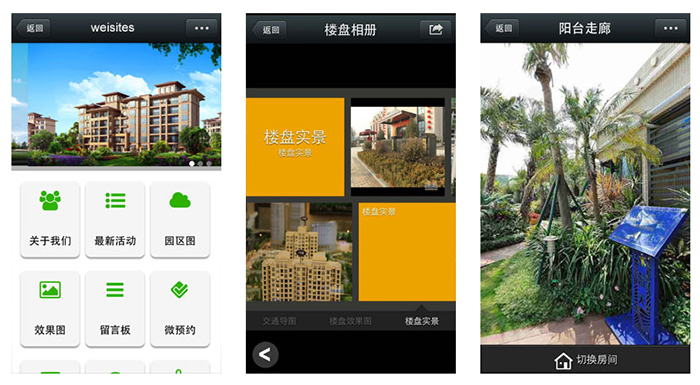 返回
weisites
关于我们
最新活动
园区图
效果图
留言板
微预约
返回
楼盘相册
楼盘实景
楼盘实景
楼盘实景
交通导图
楼盘效果图
楼盘实景
返回
阳台走廊
切换房间